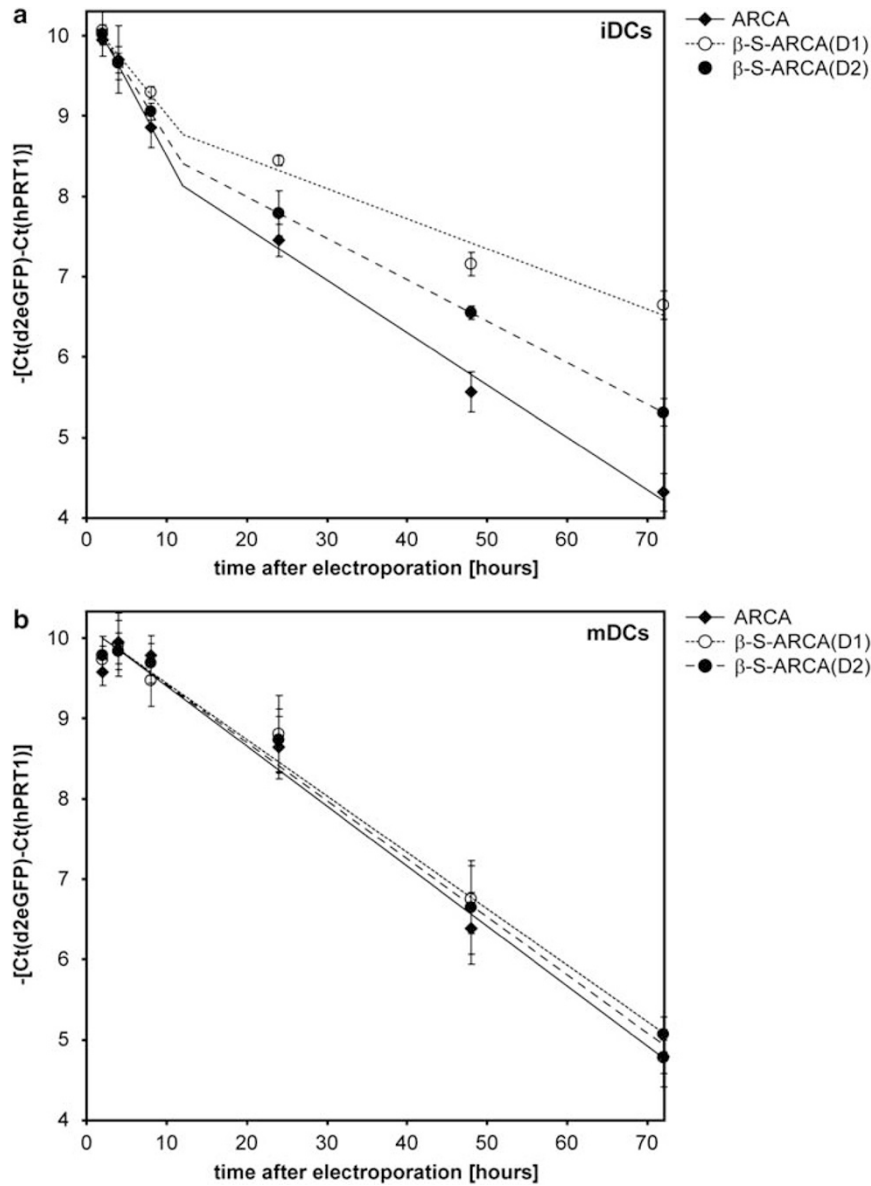 a
iDCs
ARCA
β-S-ARCA(D1)
β-S-ARCA(D2)
-[Ct(d2eGFP)-Ct(hPRT1)]
10
9
8
7
6
5
4
0 10 20 30 40 50 60 70
time after electroporation [hours]
b
mDCs
ARCA
β-S-ARCA(D1)
β-S-ARCA(D2)
-[Ct(d2eGFP)-Ct(hPRT1)]
10
9
8
7
6
5
4
0 10 20 30 40 50 60 70
time after electroporation [hours]